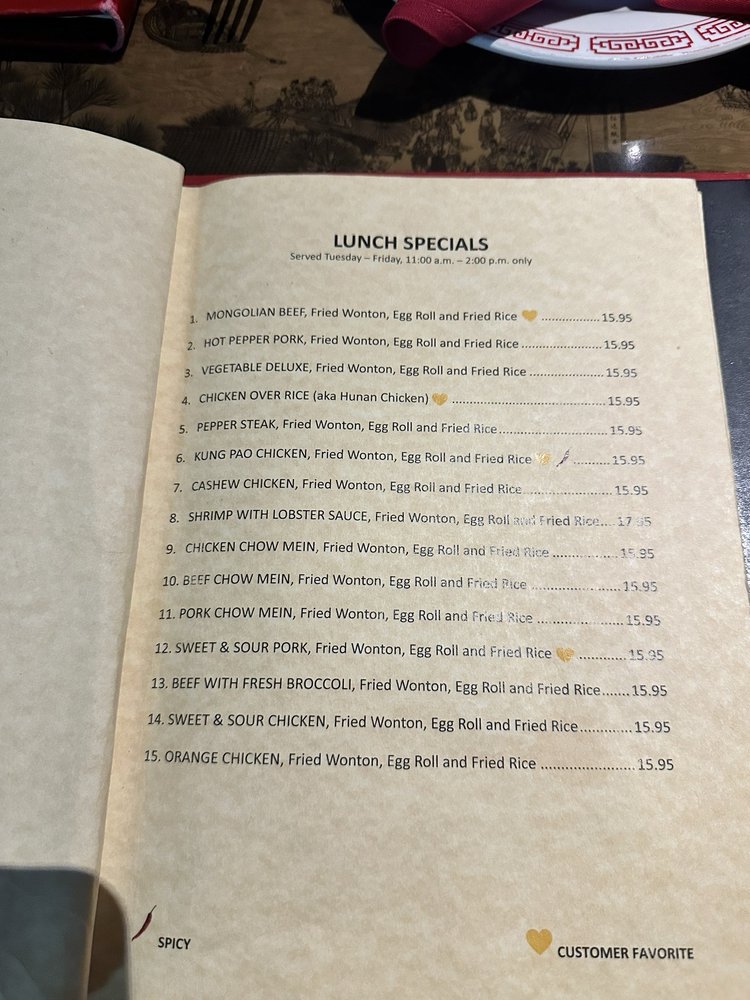 LUNCH SPECIALS
Served Tuesday – Friday, 11:00 a.m. – 2:00 p.m. only
1. MONGOLIAN BEEF, Fried Wonton, Egg Roll and Fried Rice ...............15.95
2. HOT PEPPER PORK, Fried Wonton, Egg Roll and Fried Rice .....................15.95
3. VEGETABLE DELUXE, Fried Wonton, Egg Roll and Fried Rice ....................15.95
4. CHICKEN OVER RICE (aka Hunan Chicken) .......................................15.95
5. PEPPER STEAK, Fried Wonton, Egg Roll and Fried Rice............................15.95
6. KUNG PAO CHICKEN, Fried Wonton, Egg Roll and Fried Rice ..........15.95
7. CASHEW CHICKEN, Fried Wonton, Egg Roll and Fried Rice.......................15.95
8. SHRIMP WITH LOBSTER SAUCE, Fried Wonton, Egg Roll and Fried Rice....17.95
9. CHICKEN CHOW MEIN, Fried Wonton, Egg Roll and Fried Rice .................15.95
10. BEEF CHOW MEIN, Fried Wonton, Egg Roll and Fried Rice .......................15.95
11. PORK CHOW MEIN, Fried Wonton, Egg Roll and Fried Rice ......................15.95
12. SWEET & SOUR PORK, Fried Wonton, Egg Roll and Fried Rice ............15.95
13. BEEF WITH FRESH BROCCOLI, Fried Wonton, Egg Roll and Fried Rice.......15.95
14. SWEET & SOUR CHICKEN, Fried Wonton, Egg Roll and Fried Rice..............15.95
15. ORANGE CHICKEN, Fried Wonton, Egg Roll and Fried Rice ........................15.95
SPICY
CUSTOMER FAVORITE